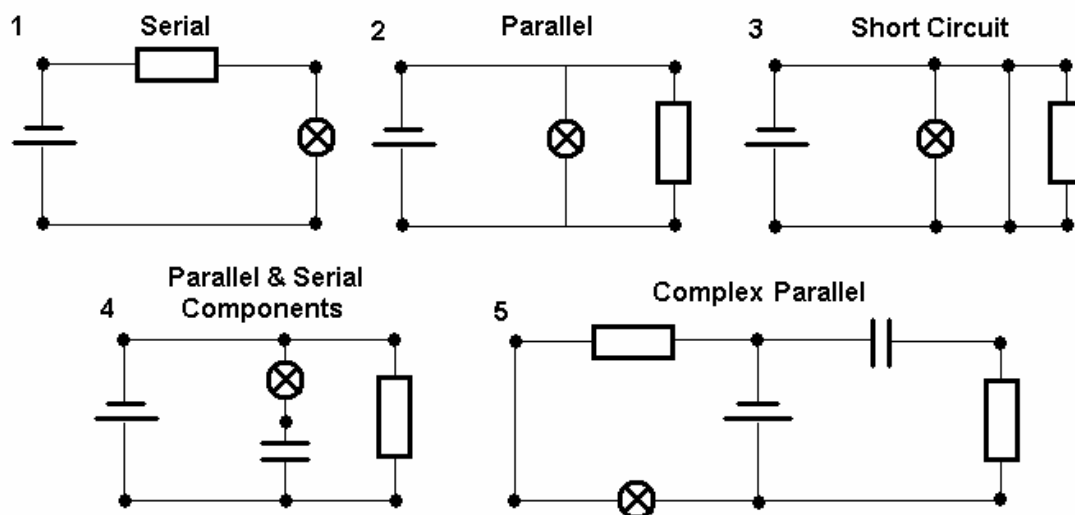 1 Serial
2 Parallel
3 Short Circuit
4 Parallel & Serial
Components
5 Complex Parallel